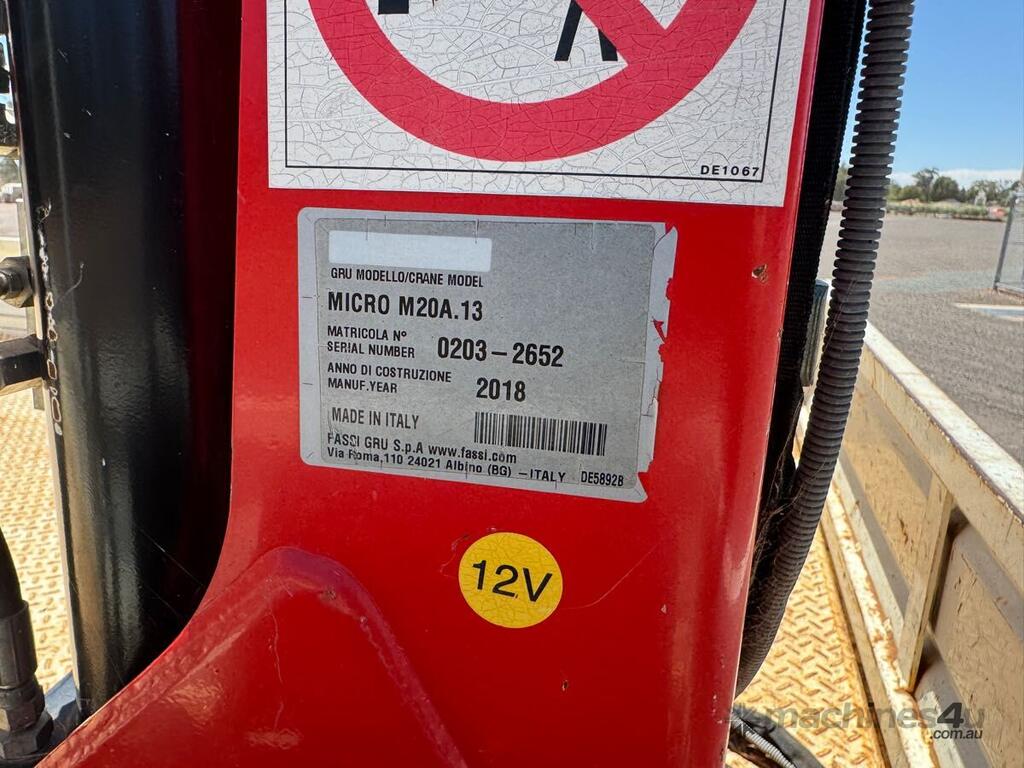 DE1067
GRU MODELLO/CRANE MODEL
MICRO M20A.13
MATRICOLA N°
SERIAL NUMBER 0203-2652
ANNO DI COSTRUZIONE
MANUF.YEAR 2018
MADE IN ITALY
FASSI GRU S.p.A www.fassi.com
Via Roma,110 24021 Albino (BG) -ITALY DE5892B
12V
machines4u
.com.au